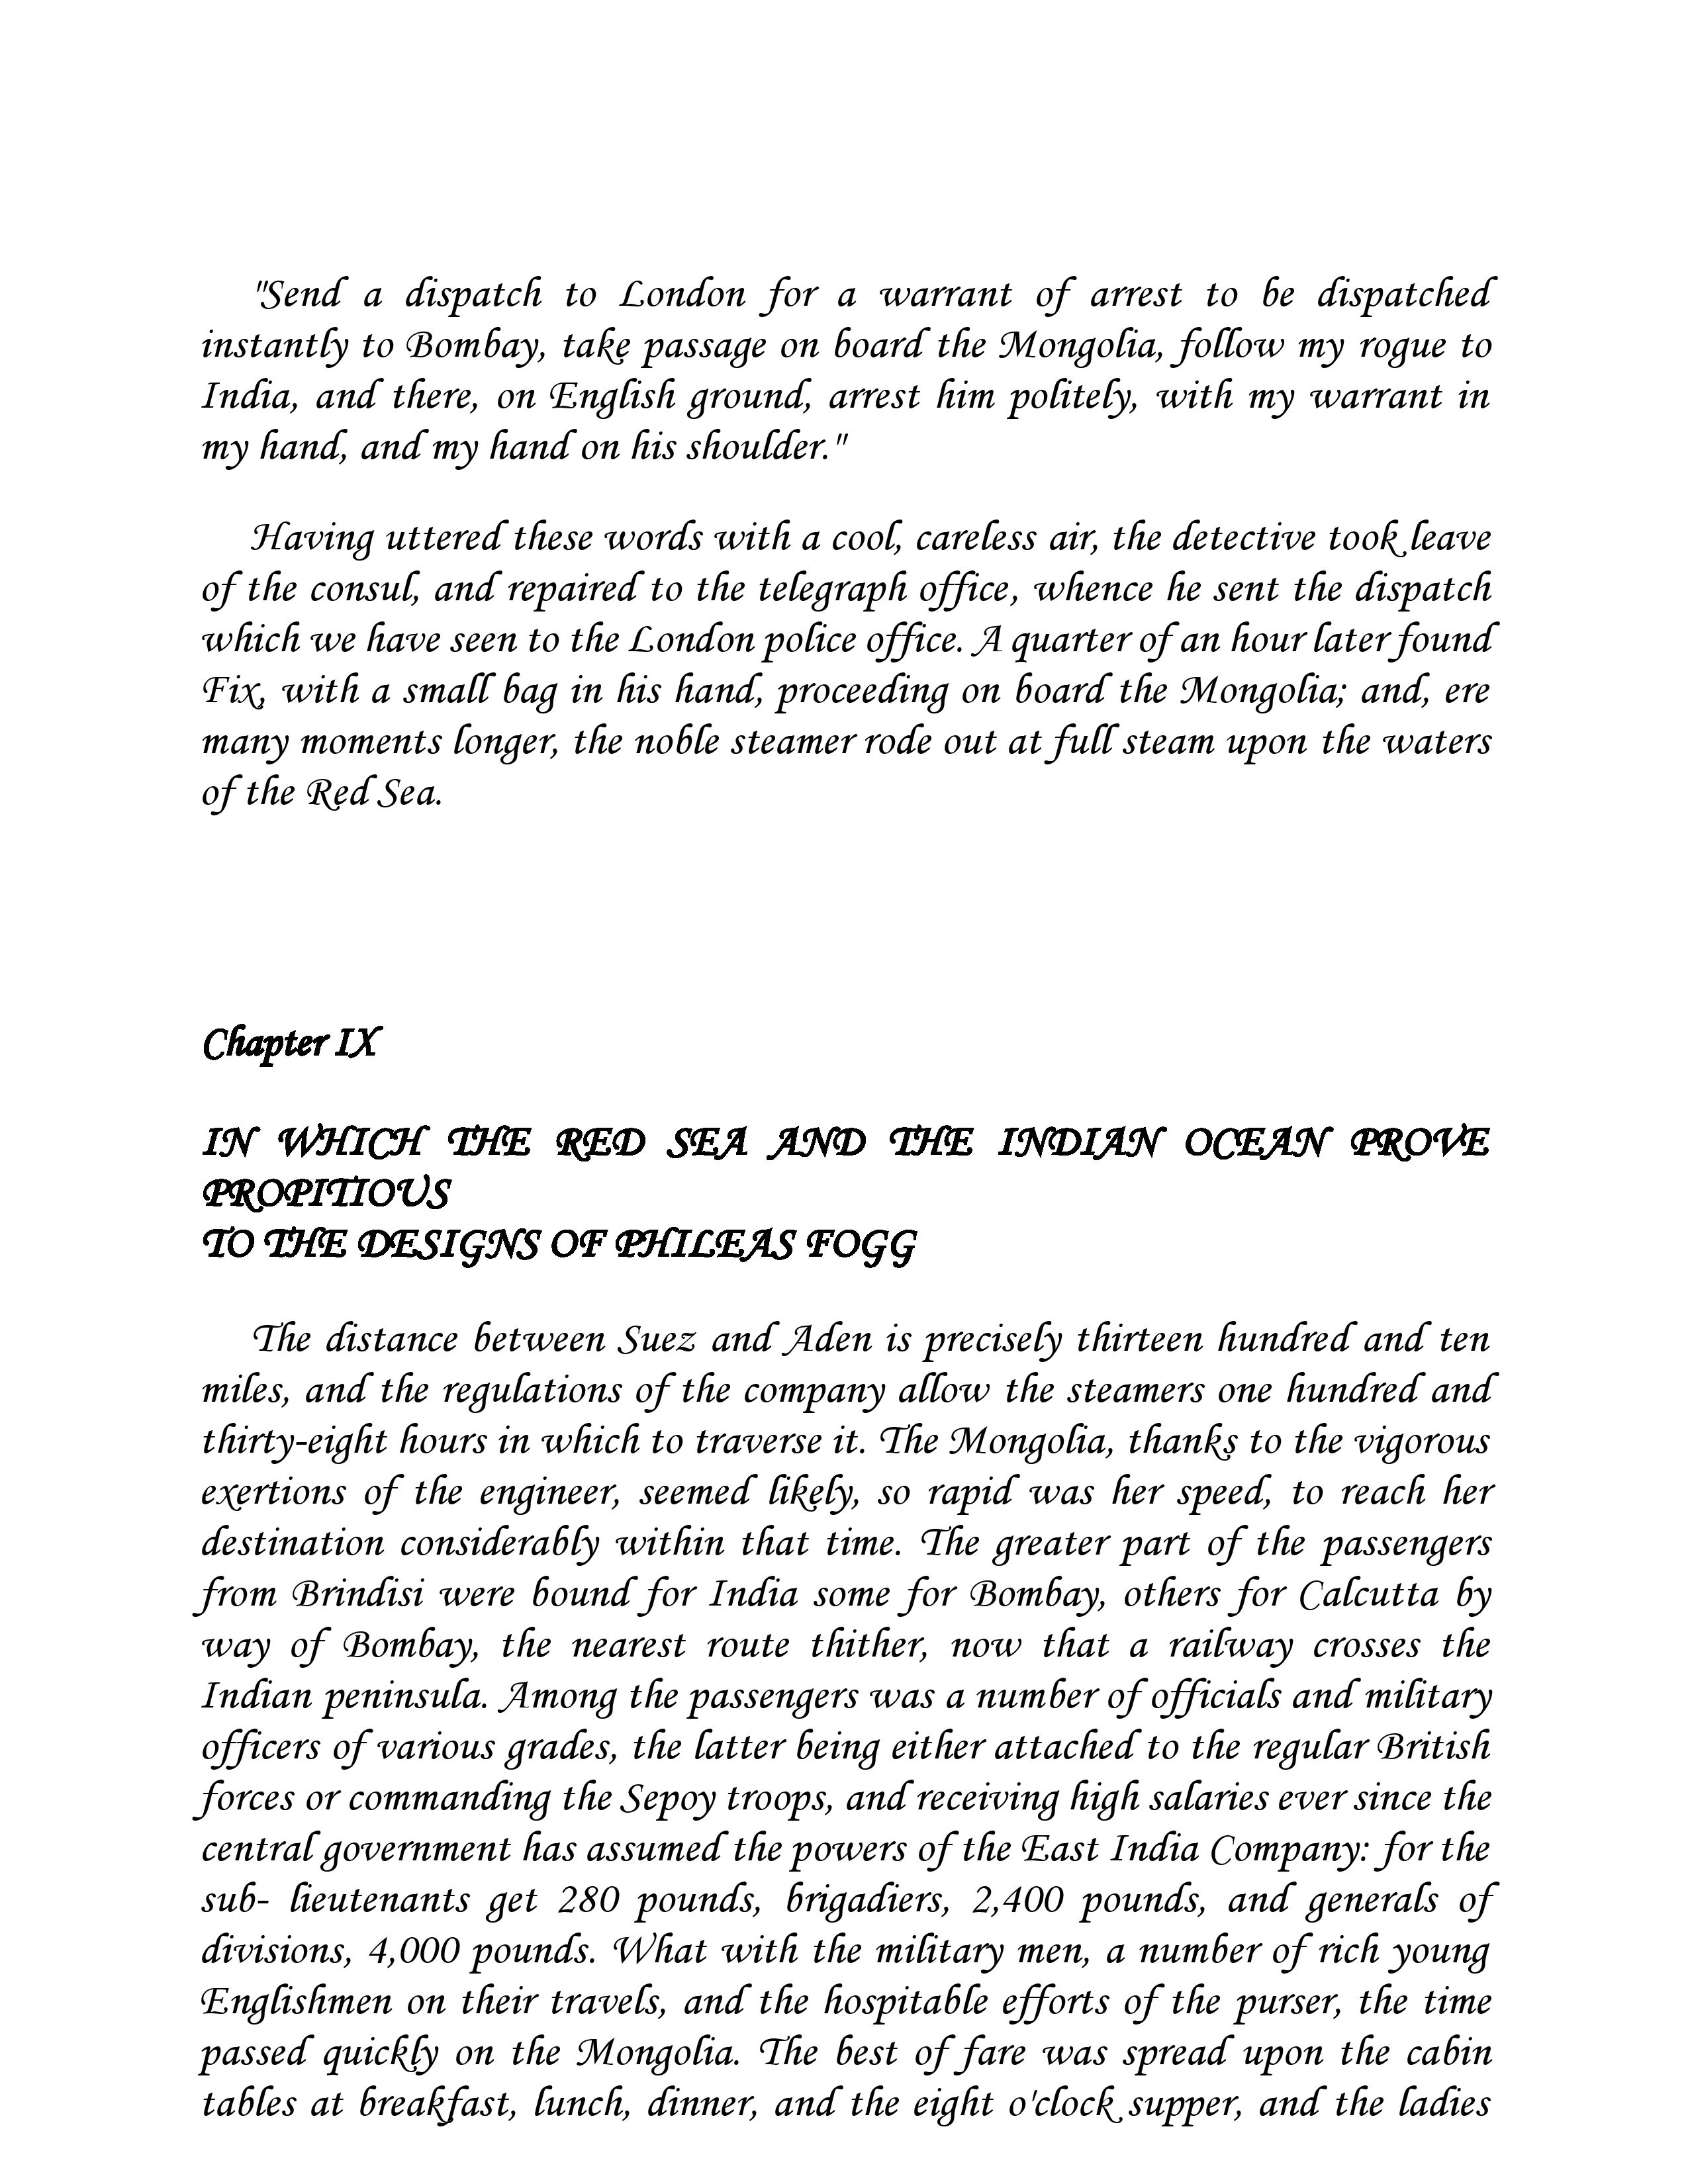 "Send a dispatch to London for a warrant of arrest to be dispatched
instantly to Bombay, take passage on board the Mongolia, follow my rogue to
India, and there, on English ground, arrest him politely, with my warrant in
my hand, and my hand on his shoulder."
Having uttered these words with a cool, careless air, the detective took leave
of the consul, and repaired to the telegraph office, whence he sent the dispatch
which we have seen to the London police office. A quarter of an hour later found
Fix, with a small bag in his hand, proceeding on board the Mongolia; and, ere
many moments longer, the noble steamer rode out at full steam upon the waters
of the Red Sea.
Chapter IX
IN WHICH THE RED SEA AND THE INDIAN OCEAN PROVE
PROPITIOUS
TO THE DESIGNS OF PHILEAS FOGG
The distance between Suez and Aden is precisely thirteen hundred and ten
miles, and the regulations of the company allow the steamers one hundred and
thirty-eight hours in which to traverse it. The Mongolia, thanks to the vigorous
exertions of the engineer, seemed likely, so rapid was her speed, to reach her
destination considerably within that time. The greater part of the passengers
from Brindisi were bound for India some for Bombay, others for Calcutta by
way of Bombay, the nearest route thither, now that a railway crosses the
Indian peninsula. Among the passengers was a number of officials and military
officers of various grades, the latter being either attached to the regular British
forces or commanding the Sepoy troops, and receiving high salaries ever since the
central government has assumed the powers of the East India Company: for the
sub- lieutenants get 280 pounds, brigadiers, 2,400 pounds, and generals of
divisions, 4,000 pounds. What with the military men, a number of rich young
Englishmen on their travels, and the hospitable efforts of the purser, the time
passed quickly on the Mongolia. The best of fare was spread upon the cabin
tables at breakfast, lunch, dinner, and the eight o'clock supper, and the ladies